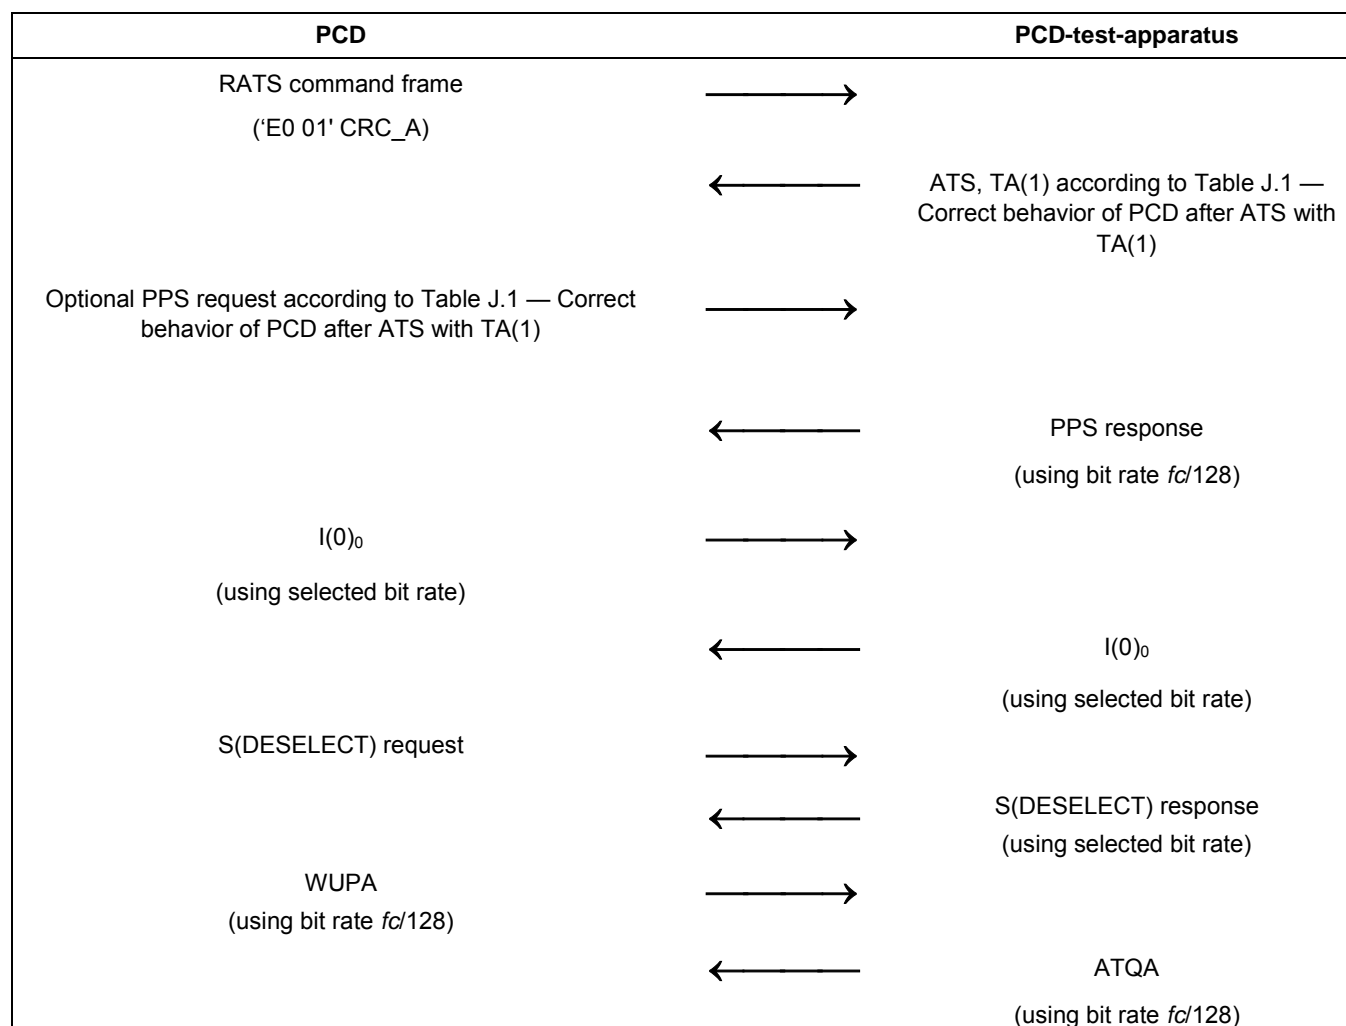 PCD PCD-test-apparatus
RATS command frame
(‘E0 01' CRC_A)
ATS, TA(1) according to Table J.1 —
Correct behavior of PCD after ATS with
TA(1)
Optional PPS request according to Table J.1 — Correct
behavior of PCD after ATS with TA(1)
PPS response
(using bit rate fc/128)
I(0)₀
(using selected bit rate)
I(0)₀
(using selected bit rate)
S(DESELECT) request
S(DESELECT) response
(using selected bit rate)
WUPA
(using bit rate fc/128)
ATQA
(using bit rate fc/128)